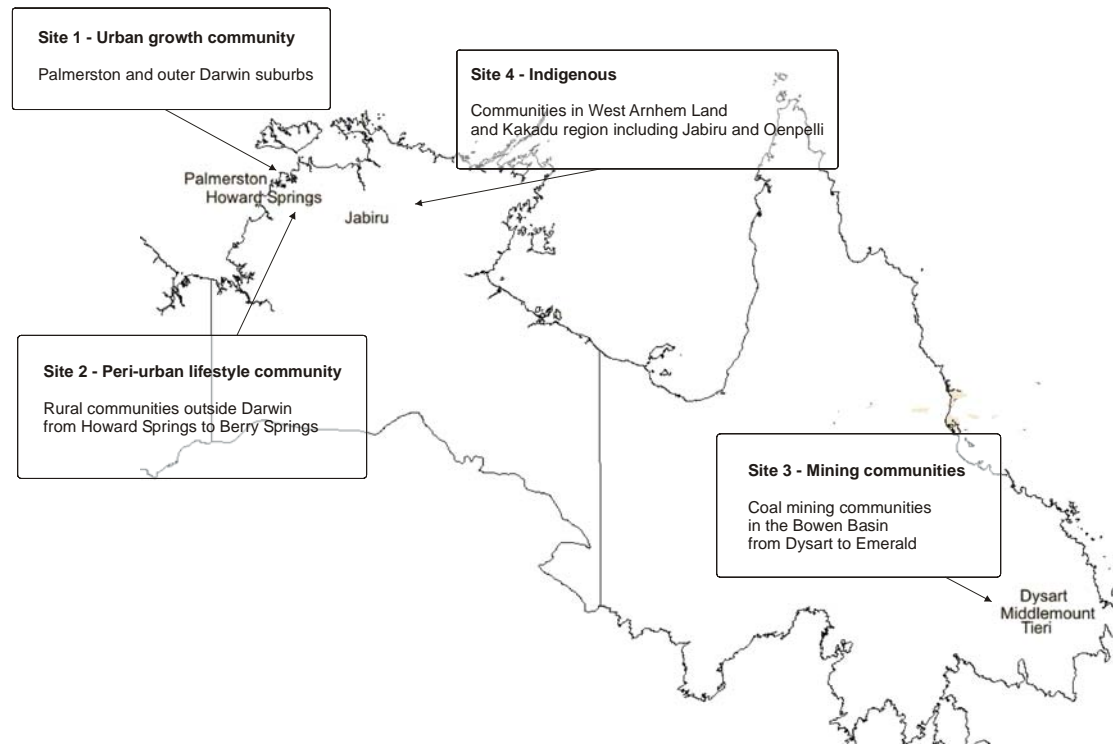 Site 1 - Urban growth community
Palmerston and outer Darwin suburbs
Site 4 - Indigenous
Communities in West Arnhem Land
and Kakadu region including Jabiru and Oenpelli
Palmerston
Howard Springs
Jabiru
Site 2 - Peri-urban lifestyle community
Rural communities outside Darwin
from Howard Springs to Berry Springs
Site 3 - Mining communities
Coal mining communities
in the Bowen Basin
from Dysart to Emerald
Dysart
Middlemount
Tieri